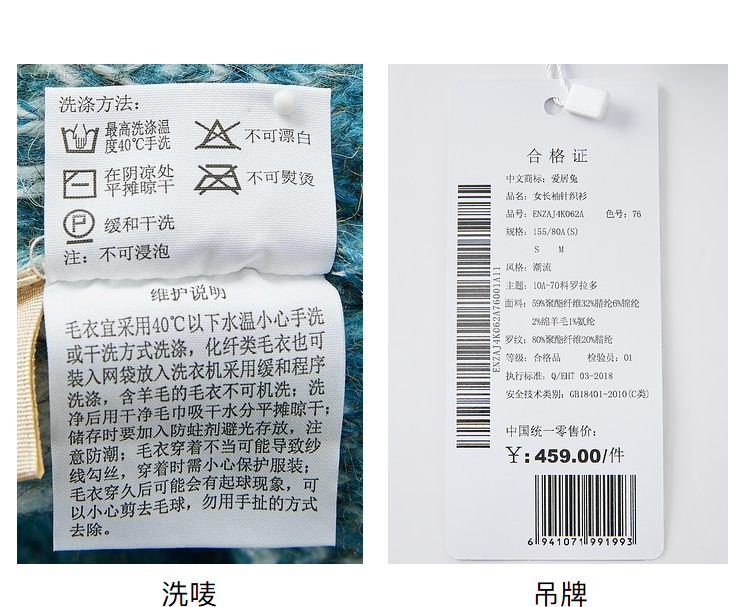 洗涤方法:
最高洗涤温
度40℃手洗
不可漂白
在阴凉处
平摊晾干
不可熨烫
缓和干洗
注: 不可浸泡
维护说明
毛衣宜采用40℃以下水温小心手洗
或干洗方式洗涤, 化纤类毛衣也可
装入网袋放入洗衣机采用缓和程序
洗涤, 含羊毛的毛衣不可机洗; 洗
净后用干净毛巾吸干水分平摊晾干;
储存时要加入防蛀剂避光存放, 注
意防潮; 毛衣穿着不当可能导致纱
线勾丝, 穿着时需小心保护服装;
毛衣穿久后可能会有起球现象, 可
以小心剪去毛球, 勿用手扯的方式
去除。
洗唛
合格证
中文商标: 爱居兔
品名: 女长袖针织衫
品号: ENZAJ4K062A 色号: 76
规格: 155/80A(S)
S M
风格: 潮流
主题: 10A-70科罗拉多
面料: 59%聚酯纤维32%腈纶6%锦纶
2%绵羊毛1%氨纶
罗纹: 80%聚酯纤维20%腈纶
等级: 合格品 检验员: 01
执行标准: Q/EHT 03-2018
安全技术类别: GB18401-2010(C类)
ENZAJ4K062A76001A11
中国统一零售价:
¥: 459.00/件
6 941071 991993
吊牌